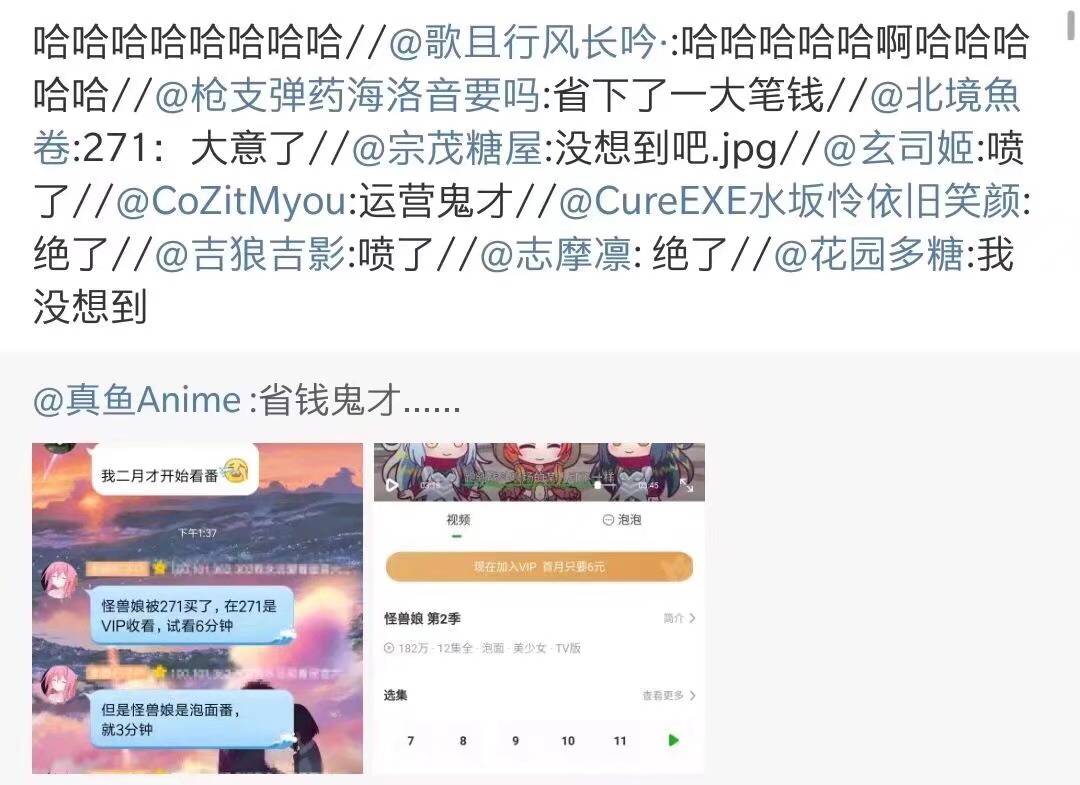 哈哈哈哈哈哈哈哈//@歌且行风长吟·:哈哈哈哈哈啊哈哈哈
哈哈//@枪支弹药海洛音要吗:省下了一大笔钱//@北境魚
卷:271：大意了//@宗茂糖屋:没想到吧.jpg//@玄司姬:喷
了//@CoZitMyou:运营鬼才//@CureEXE水坂怜依旧笑颜:
绝了//@吉狼吉影:喷了//@志摩凛: 绝了//@花园多糖:我
没想到
@真鱼Anime :省钱鬼才......
我二月才开始看番
下午1:37
怪兽娘被271买了，在271是
VIP收看，试看6分钟
但是怪兽娘是泡面番，
就3分钟
03:18
03:45
视频
泡泡
现在加入VIP 首月只要6元
怪兽娘 第2季
简介
182万 · 12集全 · 泡面 · 美少女 · TV版
选集
查看更多
7 8 9 10 11